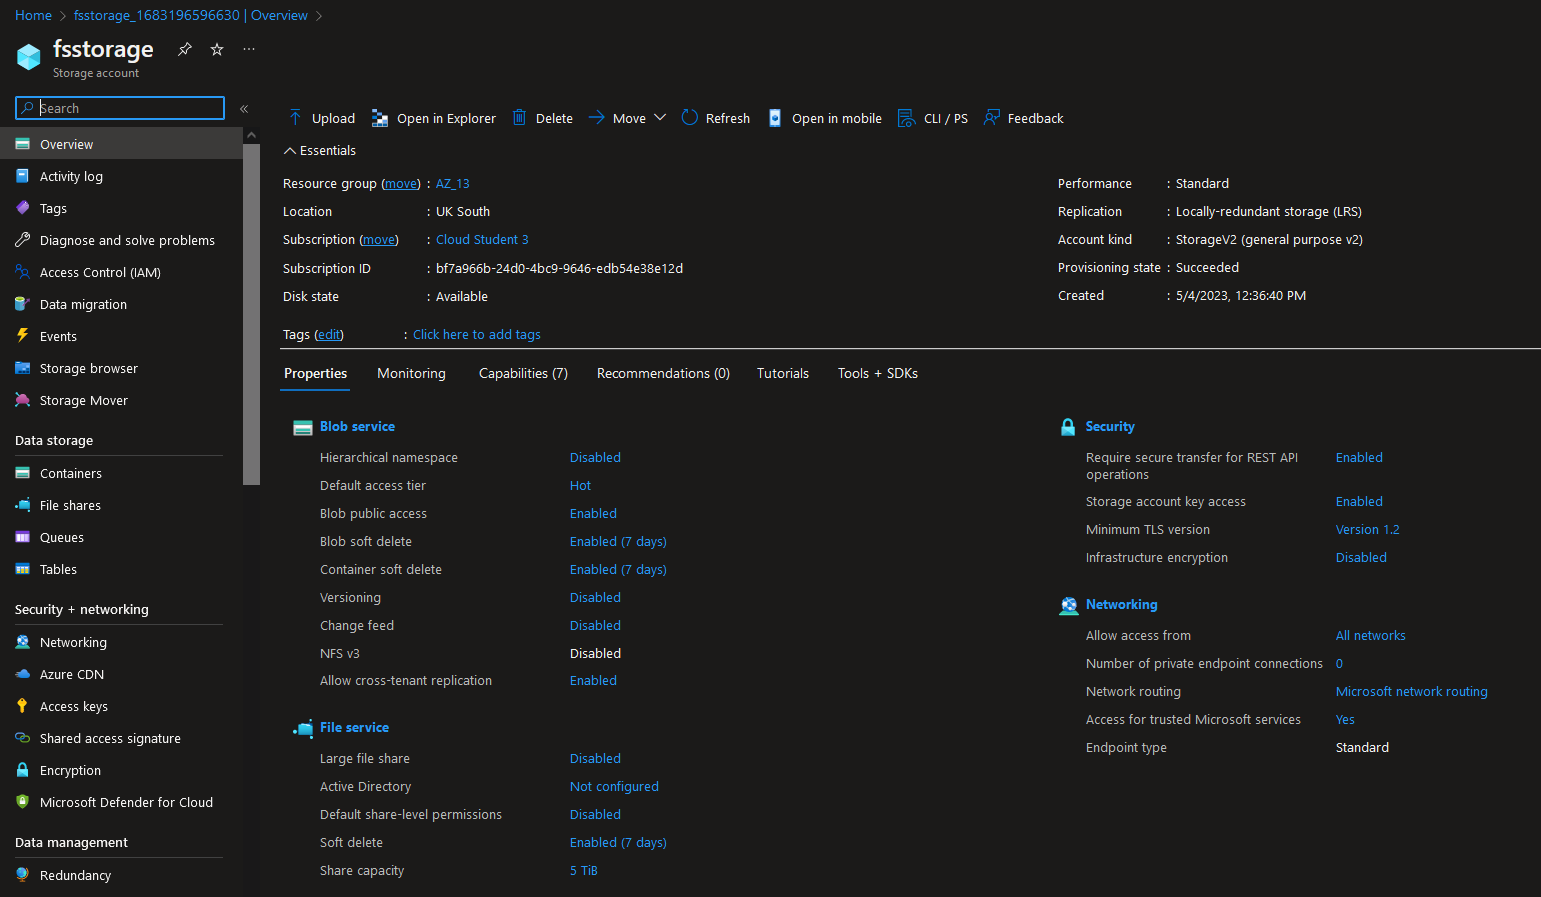 Home > fsstorage_1683196596630 | Overview >
fsstorage
Storage account
Search
Overview
Activity log
Tags
Diagnose and solve problems
Access Control (IAM)
Data migration
Events
Storage browser
Storage Mover
Data storage
Containers
File shares
Queues
Tables
Security + networking
Networking
Azure CDN
Access keys
Shared access signature
Encryption
Microsoft Defender for Cloud
Data management
Redundancy
Upload Open in Explorer Delete Move Refresh Open in mobile CLI / PS Feedback
Essentials
Resource group (move) : AZ_13
Location : UK South
Subscription (move) : Cloud Student 3
Subscription ID : bf7a966b-24d0-4bc9-9646-edb54e38e12d
Disk state : Available
Performance : Standard
Replication : Locally-redundant storage (LRS)
Account kind : StorageV2 (general purpose v2)
Provisioning state : Succeeded
Created : 5/4/2023, 12:36:40 PM
Tags (edit) : Click here to add tags
Properties Monitoring Capabilities (7) Recommendations (0) Tutorials Tools + SDKs
Blob service
Hierarchical namespace Disabled
Default access tier Hot
Blob public access Enabled
Blob soft delete Enabled (7 days)
Container soft delete Enabled (7 days)
Versioning Disabled
Change feed Disabled
NFS v3 Disabled
Allow cross-tenant replication Enabled
File service
Large file share Disabled
Active Directory Not configured
Default share-level permissions Disabled
Soft delete Enabled (7 days)
Share capacity 5 TiB
Security
Require secure transfer for REST API Enabled
operations
Storage account key access Enabled
Minimum TLS version Version 1.2
Infrastructure encryption Disabled
Networking
Allow access from All networks
Number of private endpoint connections 0
Network routing Microsoft network routing
Access for trusted Microsoft services Yes
Endpoint type Standard